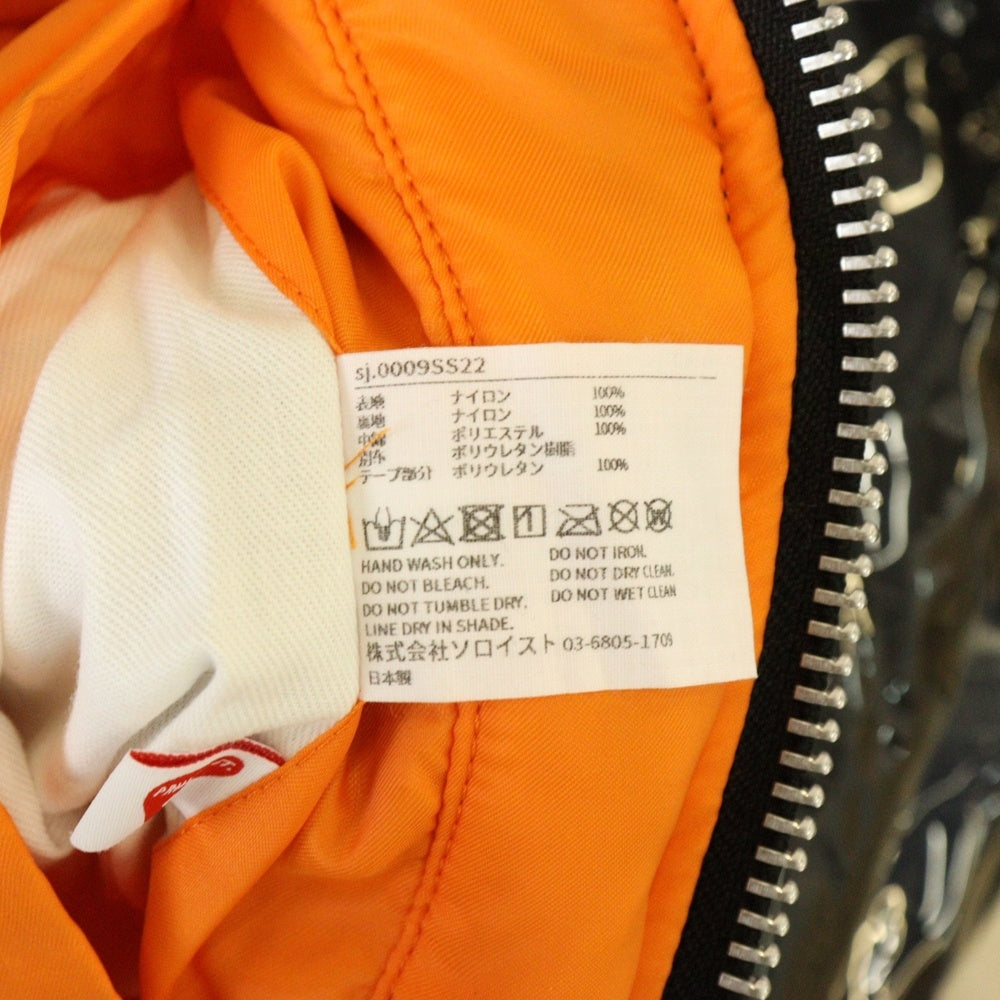 sj.0009SS22
表地 ナイロン 100%
裏地 ナイロン 100%
中綿 ポリエステル 100%
別布 ポリウレタン樹脂
テープ部分 ポリウレタン 100%
HAND WASH ONLY. DO NOT IRON.
DO NOT BLEACH. DO NOT DRY CLEAN.
DO NOT TUMBLE DRY. DO NOT WET CLEAN
LINE DRY IN SHADE.
株式会社ソロイスト 03-6805-1709
日本製